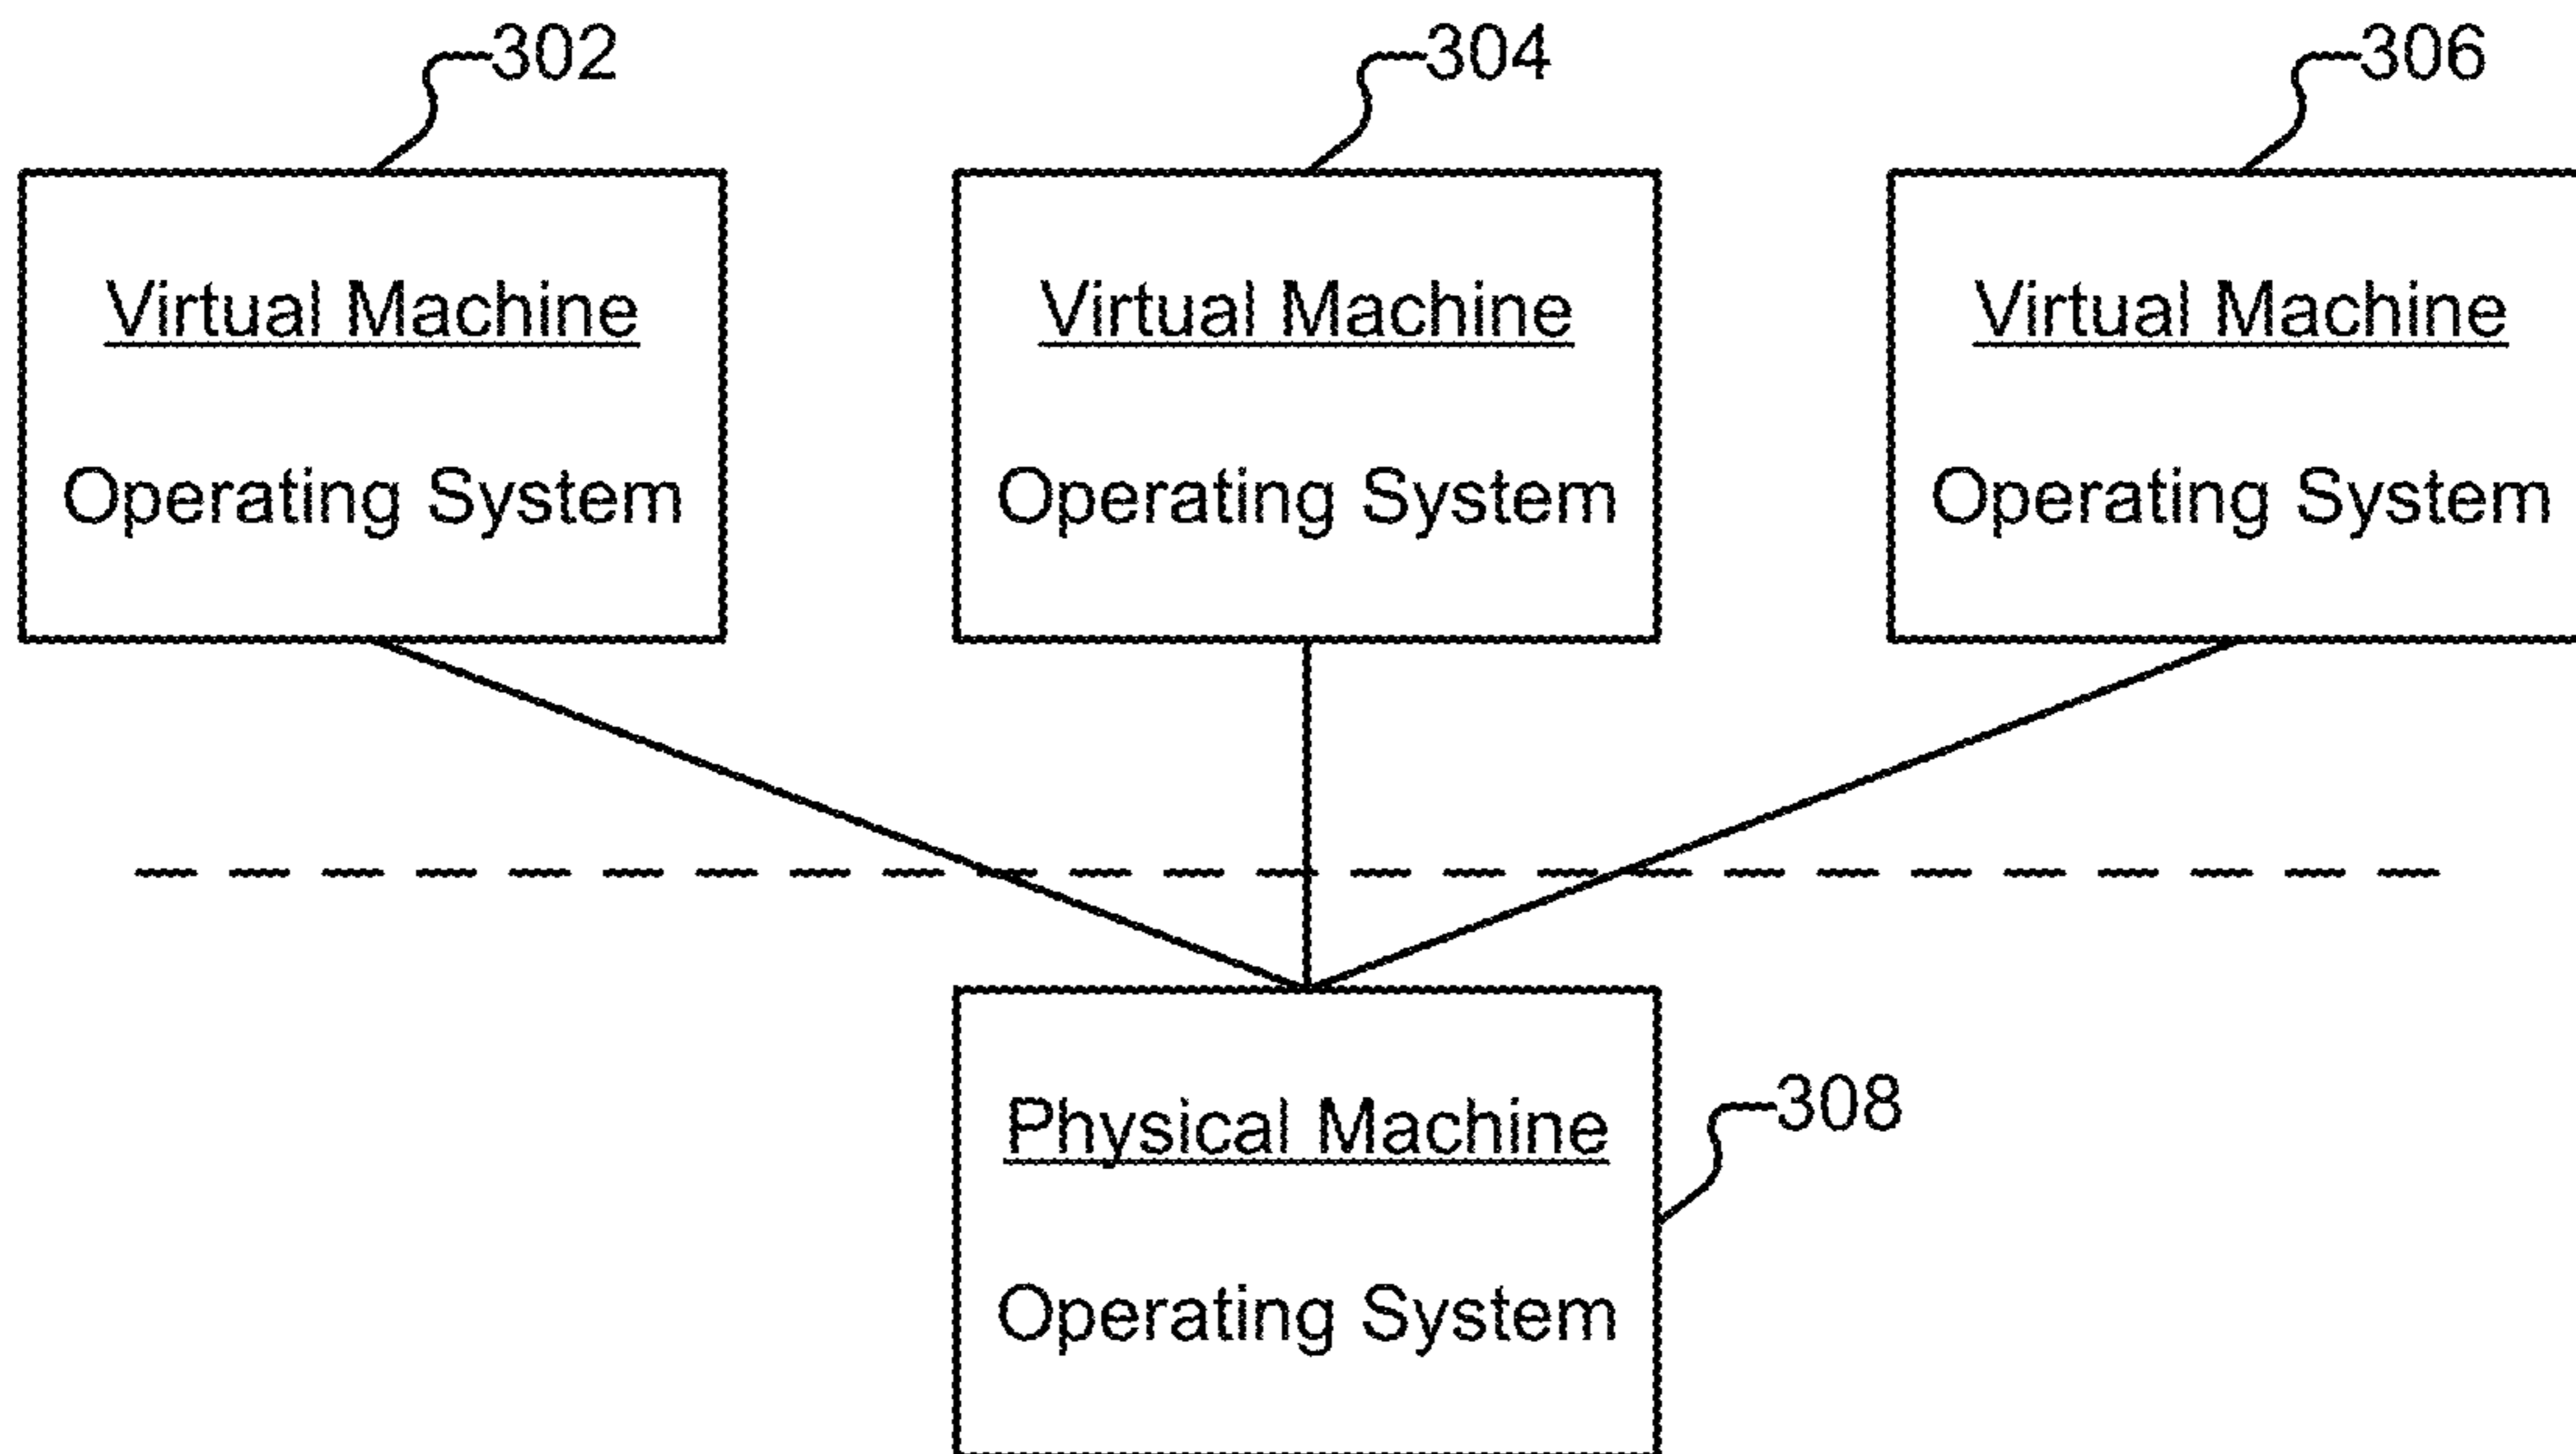 302 304 306
Virtual Machine Virtual Machine Virtual Machine
Operating System Operating System Operating System
Physical Machine
308
Operating System